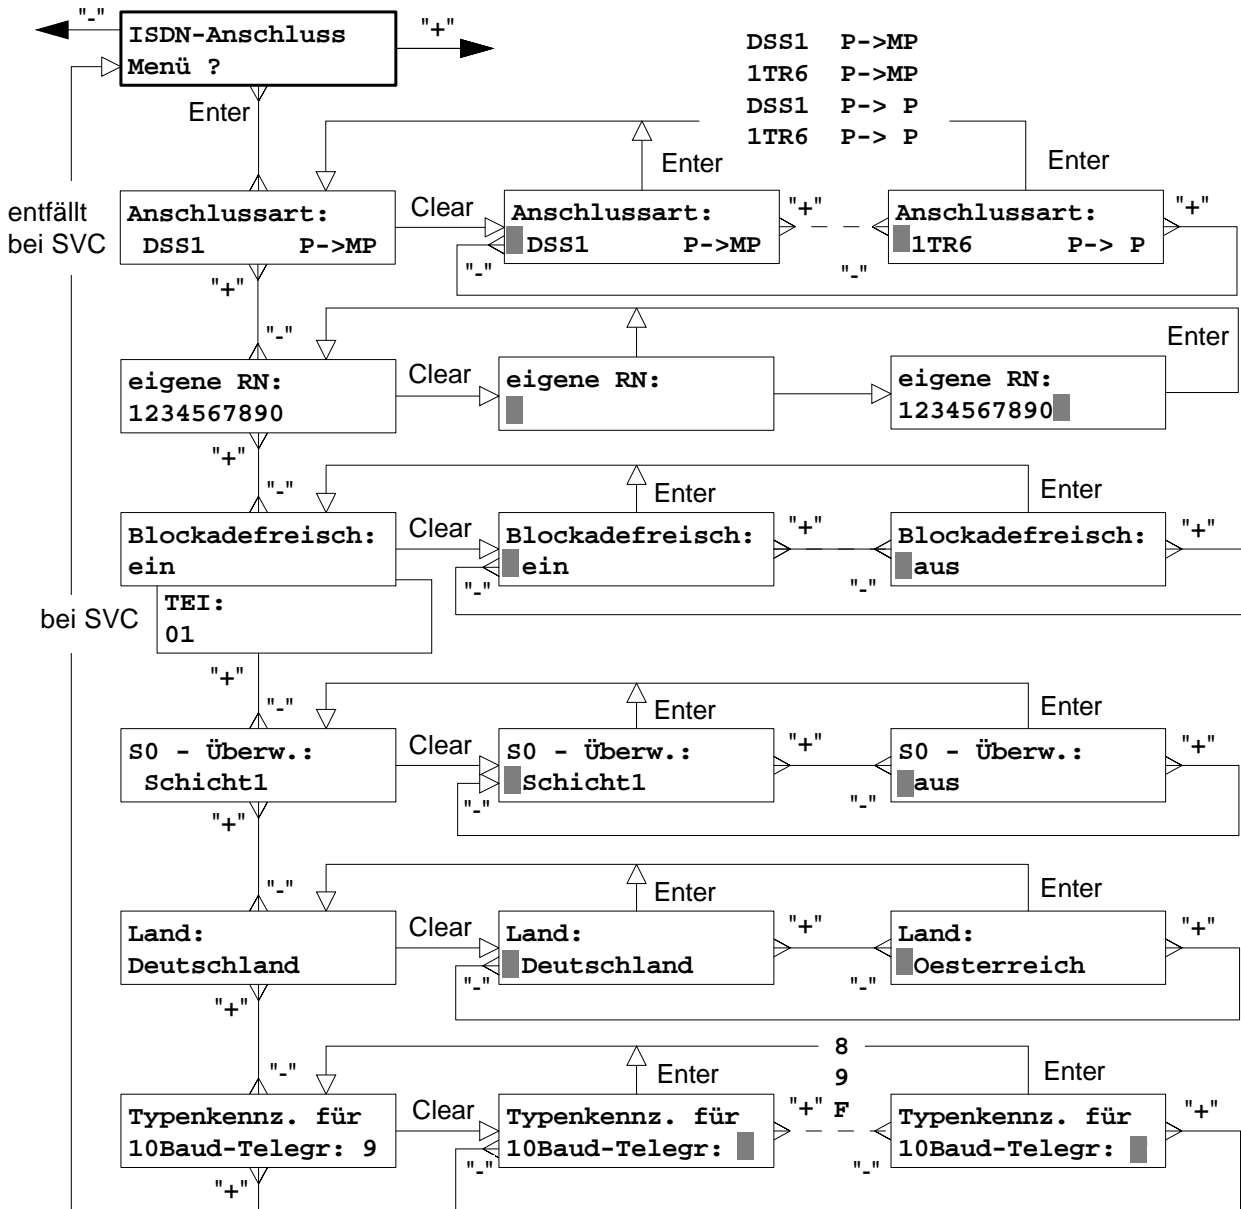 "-"
ISDN-Anschluss
Menü ?
"+"
Enter
DSS1 P->MP
1TR6 P->MP
DSS1 P-> P
1TR6 P-> P
Enter
Enter
entfällt
bei SVC
Anschlussart:
DSS1 P->MP
Clear
Anschlussart:
DSS1 P->MP
"+"
"-"
Anschlussart:
1TR6 P-> P
"+"
"-"
"+"
"-"
Enter
eigene RN:
1234567890
Clear
eigene RN:
eigene RN:
1234567890
"+"
"-"
Enter
Enter
Blockadefreisch:
ein
Clear
Blockadefreisch:
ein
"+"
"-"
Blockadefreisch:
aus
"+"
"-"
bei SVC
TEI:
01
"+"
"-"
Enter
Enter
S0 - Überw.:
Schicht1
Clear
S0 - Überw.:
Schicht1
"+"
"-"
S0 - Überw.:
aus
"+"
"-"
"+"
"-"
Enter
Enter
Land:
Deutschland
Clear
Land:
Deutschland
"+"
"-"
Land:
Oesterreich
"+"
"-"
"+"
"-"
Enter
8
9
F
Enter
Typenkennz. für
10Baud-Telegr: 9
Clear
Typenkennz. für
10Baud-Telegr:
"+"
"-"
Typenkennz. für
10Baud-Telegr:
"+"
"-"
"+"